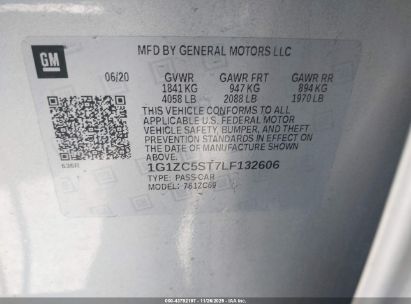 GM
MFD BY GENERAL MOTORS LLC
06/20 GVWR GAWR FRT GAWR RR
1841 KG 947 KG 894 KG
4058 LB 2088 LB 1970 LB
THIS VEHICLE CONFORMS TO ALL
APPLICABLE U.S. FEDERAL MOTOR
VEHICLE SAFETY, BUMPER, AND THEFT
PREVENTION STANDARDS IN EFFECT ON
THE DATE OF MANUFACTURE SHOWN
ABOVE.
1G1ZC5ST7LF132606
TYPE: PASS CAR
MODEL: 761ZC69